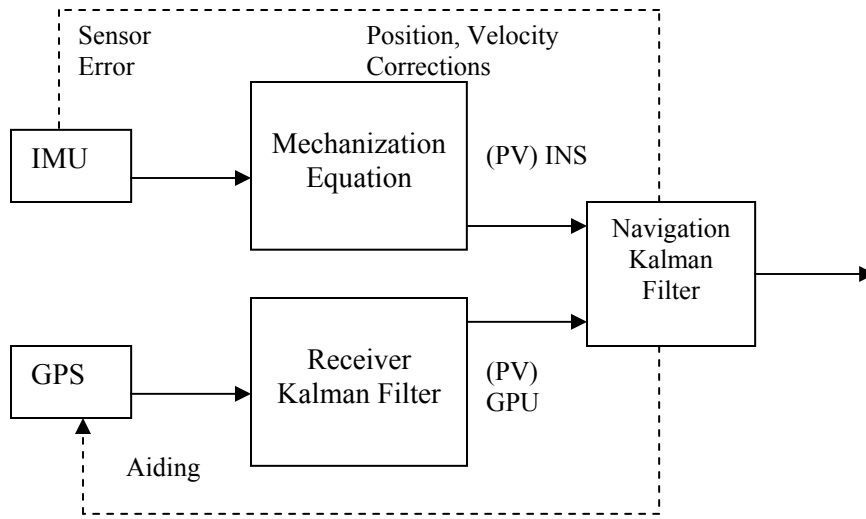 Sensor
Error
Position, Velocity
Corrections
IMU
Mechanization
Equation
(PV) INS
Navigation
Kalman
Filter
GPS
Receiver
Kalman Filter
(PV)
GPU
Aiding